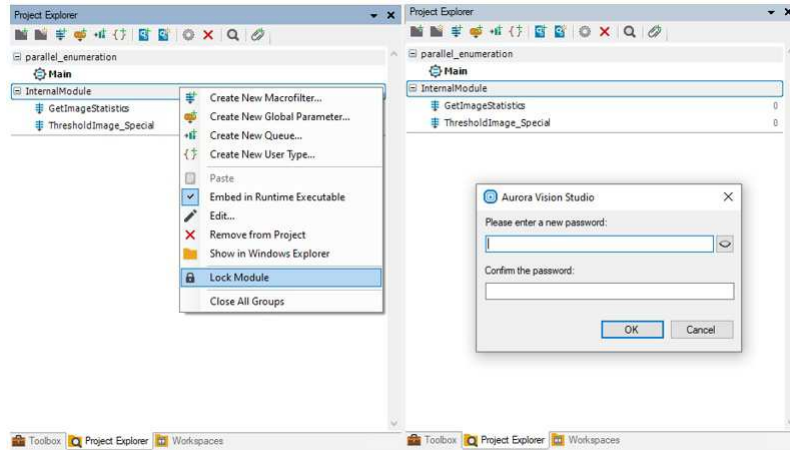 Project Explorer
parallel_enumeration
Main
InternalModule
GetImageStatistics
ThresholdImage_Special
Create New Macrofilter...
Create New Global Parameter...
Create New Queue...
Create New User Type...
Paste
Embed in Runtime Executable
Edit...
Remove from Project
Show in Windows Explorer
Lock Module
Close All Groups
Toolbox Project Explorer Workspaces
Project Explorer
parallel_enumeration
Main
InternalModule
GetImageStatistics 0
ThresholdImage_Special 0
Aurora Vision Studio
Please enter a new password:
Confirm the password:
OK Cancel
Toolbox Project Explorer Workspaces